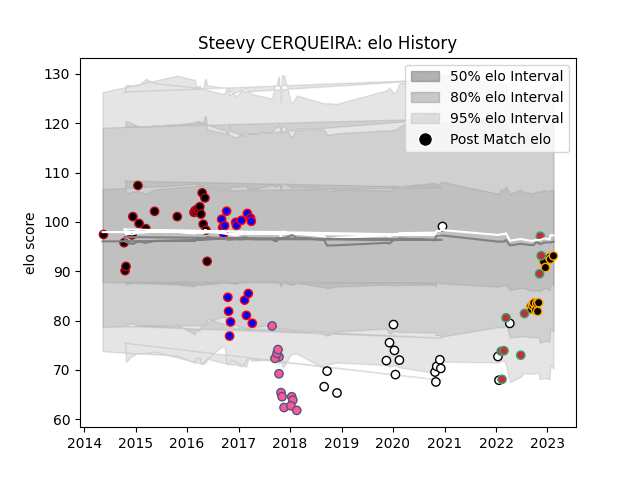 Steevy CERQUEIRA: elo History
130
120
110
100
90
80
70
60
elo score
50% elo Interval
80% elo Interval
95% elo Interval
Post Match elo
2014 2015 2016 2017 2018 2019 2020 2021 2022 2023